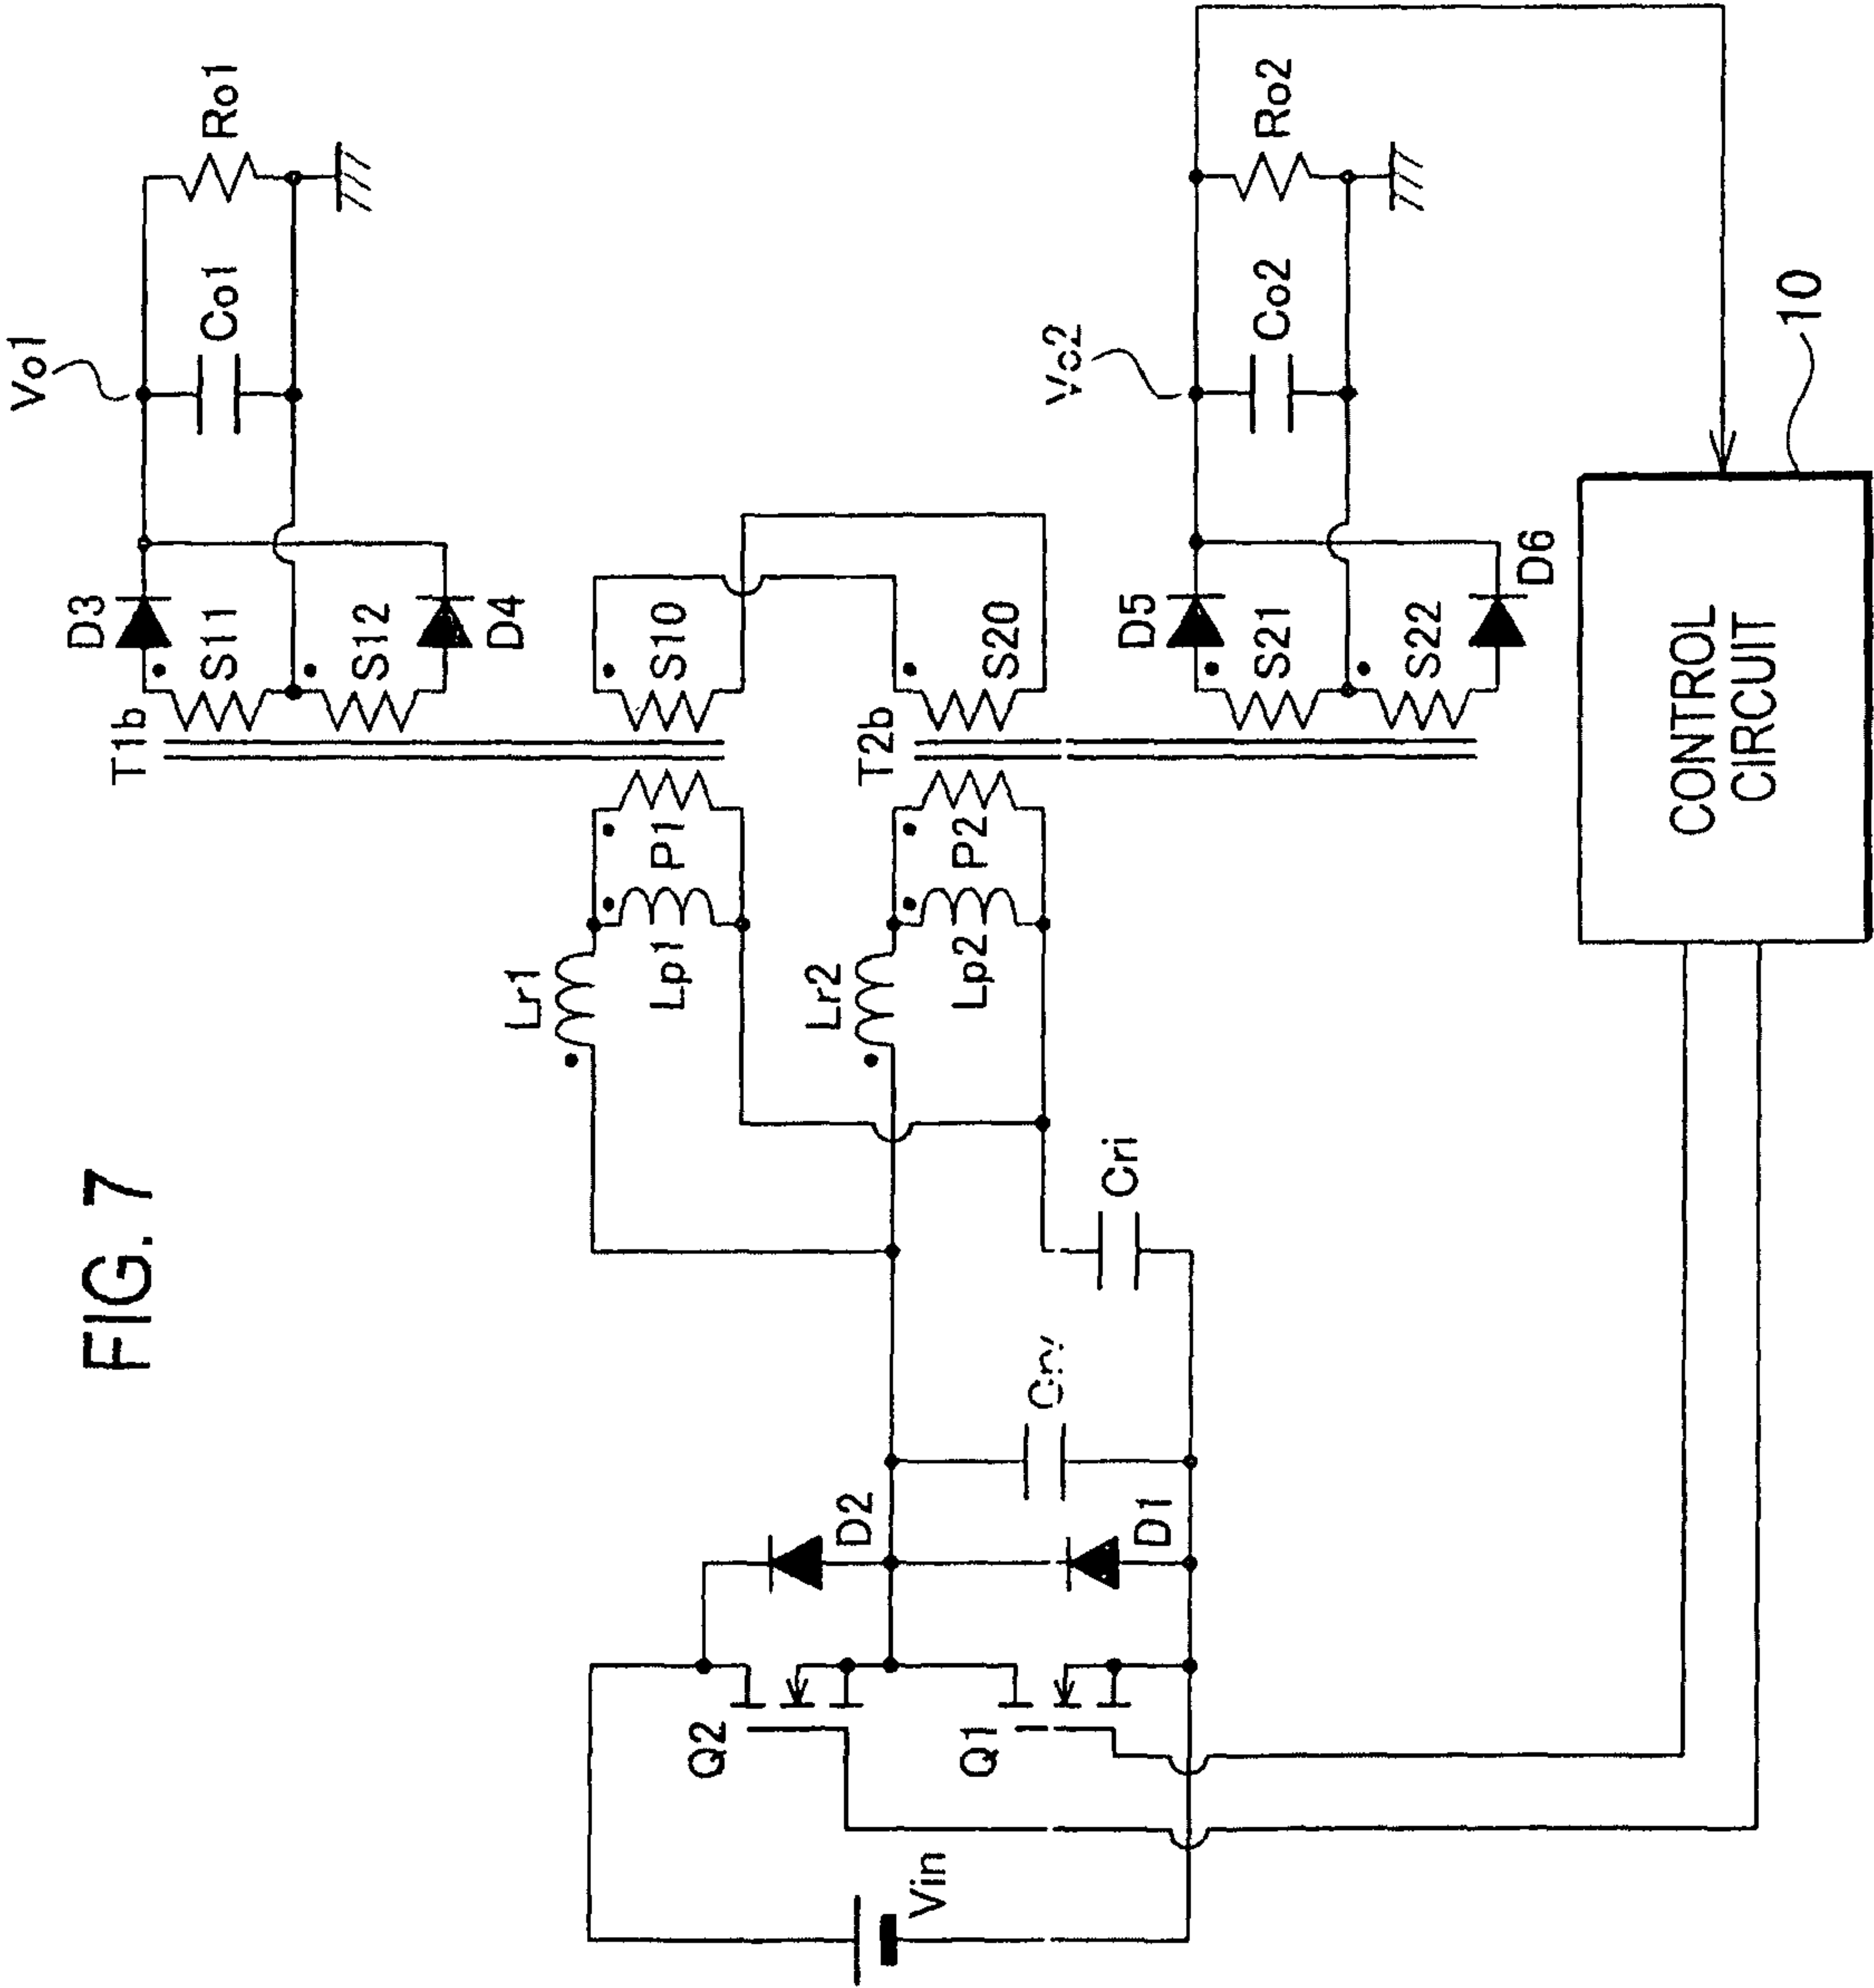 FIG. 7
Vin
Q2
Q1
D2
D1
Cri
Lr1
Lp1
P1
Lr2
Lp2
P2
T1b
S11
S12
D3
D4
S10
T2b
S20
S21
S22
D5
D6
Vo1
Co1
Ro1
Vo2
Co2
Ro2
CONTROL
CIRCUIT
10